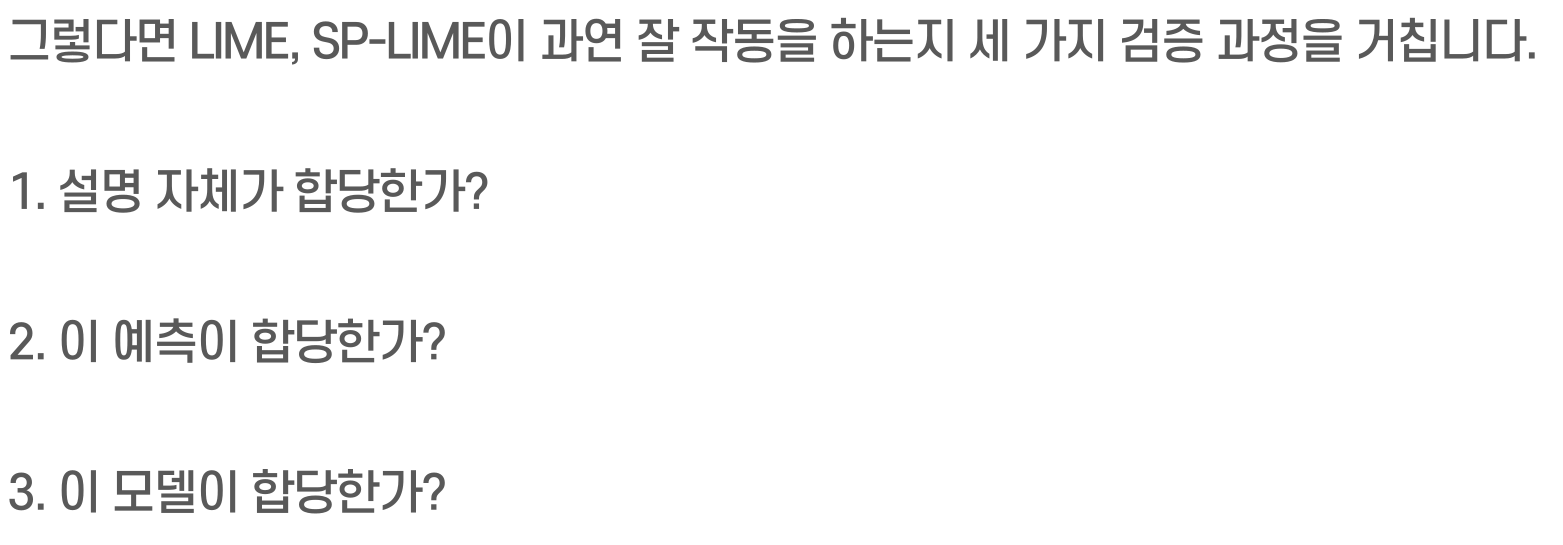 그렇다면 LIME, SP-LIME이 과연 잘 작동을 하는지 세 가지 검증 과정을 거칩니다.
1. 설명 자체가 합당한가?
2. 이 예측이 합당한가?
3. 이 모델이 합당한가?